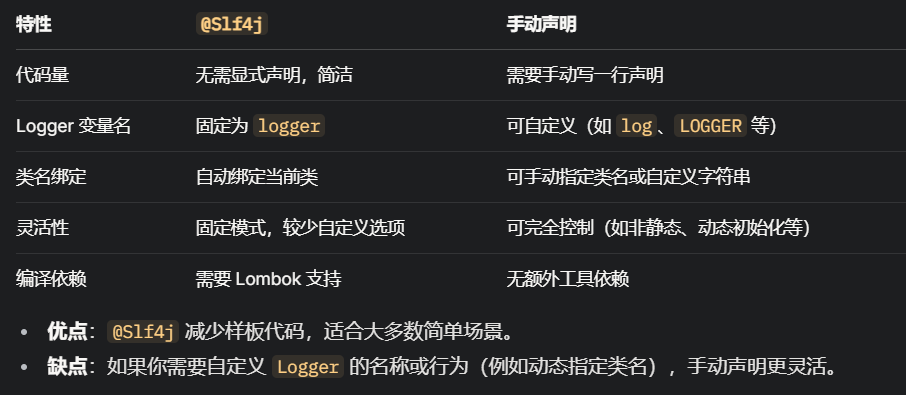 特性 @Slf4j 手动声明
代码量 无需显式声明，简洁 需要手动写一行声明
Logger 变量名 固定为 logger 可自定义（如 log、LOGGER 等）
类名绑定 自动绑定当前类 可手动指定类名或自定义字符串
灵活性 固定模式，较少自定义选项 可完全控制（如非静态、动态初始化等）
编译依赖 需要 Lombok 支持 无额外工具依赖
• 优点：@Slf4j 减少样板代码，适合大多数简单场景。
• 缺点：如果你需要自定义 Logger 的名称或行为（例如动态指定类名），手动声明更灵活。